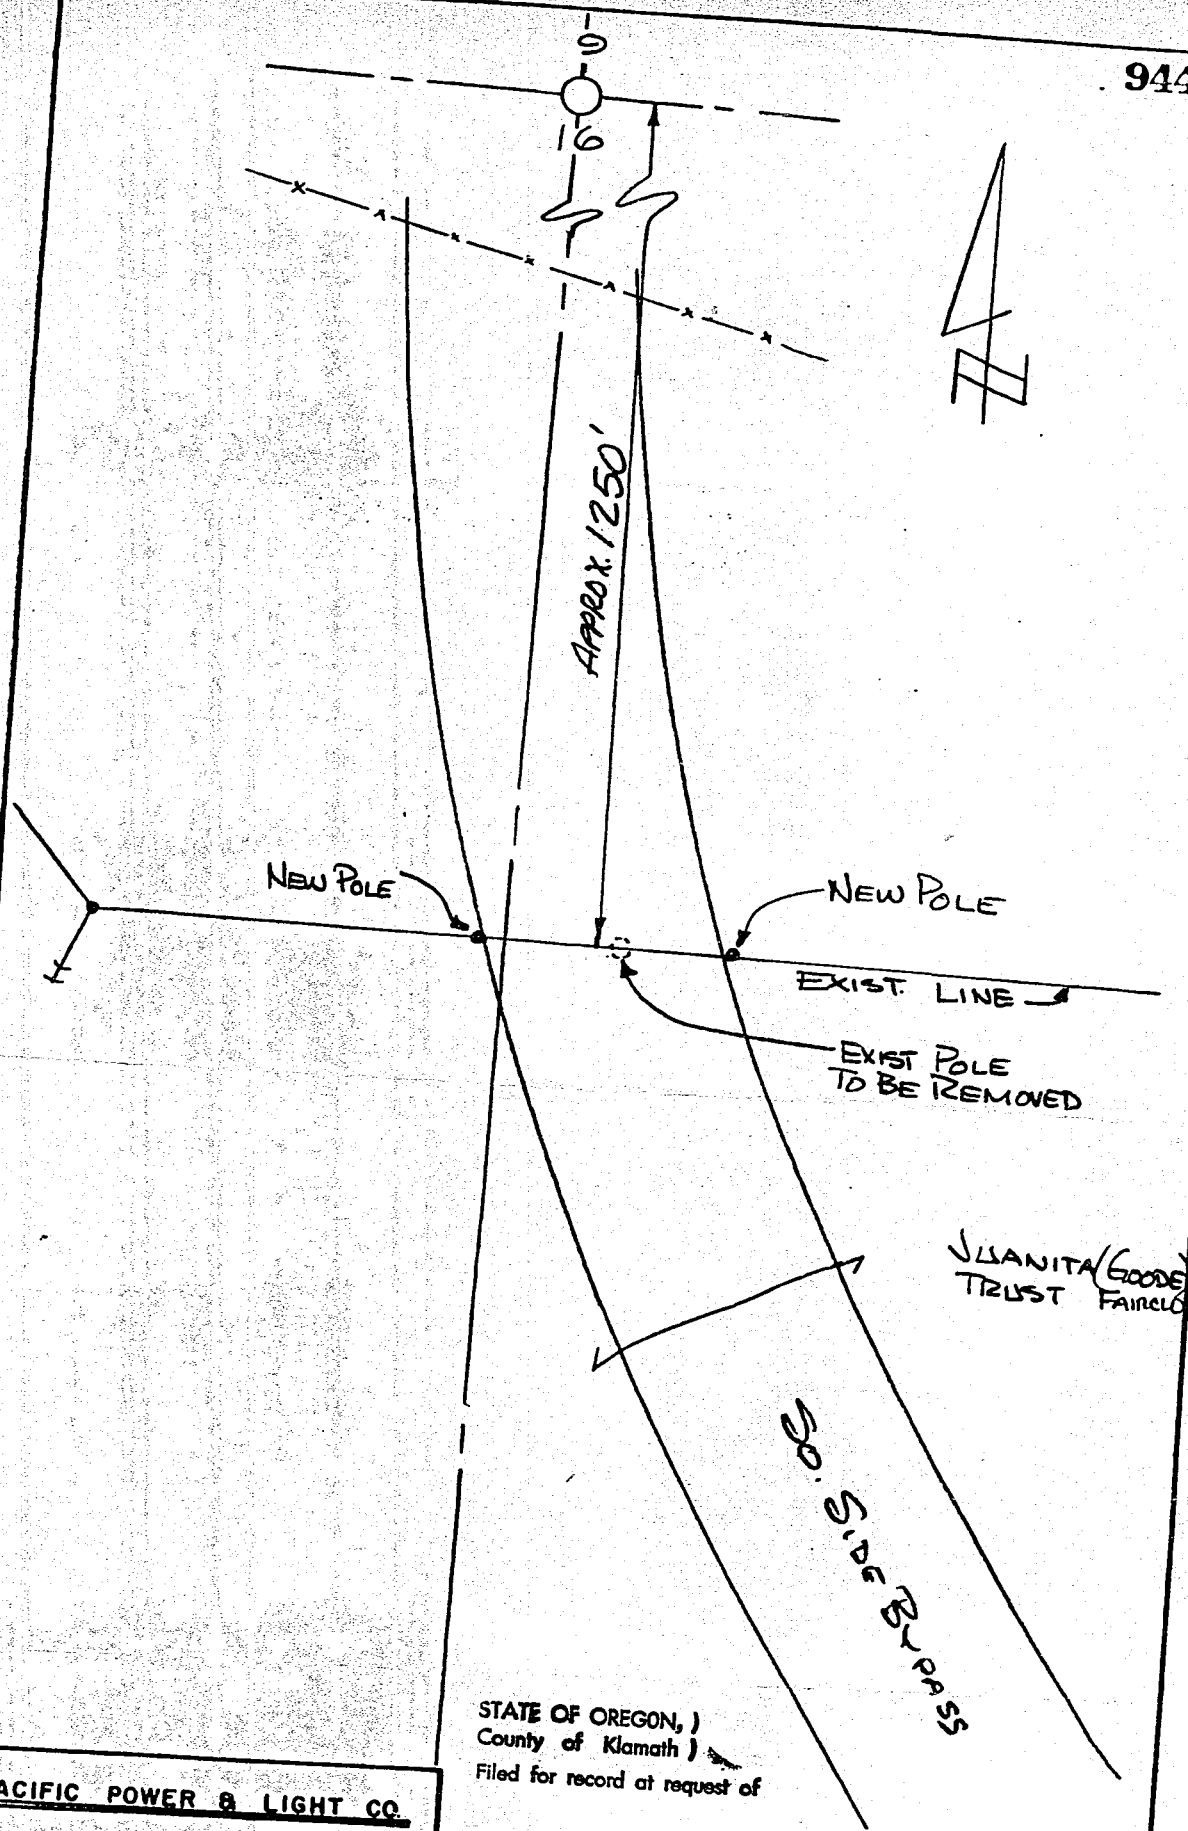 9
944
16
N
APPROX. 1250'
NEW POLE
NEW POLE
EXIST. LINE
EXIST POLE
TO BE REMOVED
JUANITA (GOODE)
TRUST FAIRCLO
SO. SIDE BYPASS
STATE OF OREGON, )
County of Klamath )
Filed for record at request of
ACIFIC POWER & LIGHT CO.